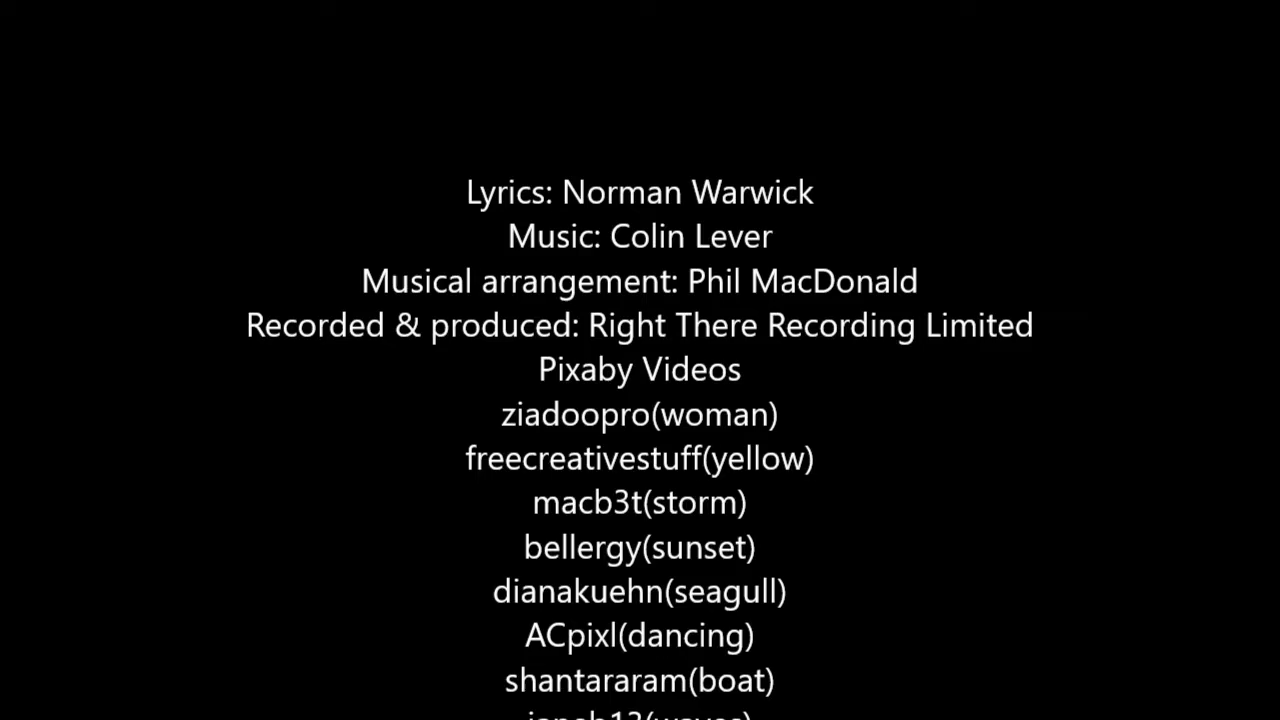 Lyrics: Norman Warwick
Music: Colin Lever
Musical arrangement: Phil MacDonald
Recorded & produced: Right There Recording Limited
Pixaby Videos
ziadoopro(woman)
freecreativestuff(yellow)
macb3t(storm)
bellergy(sunset)
dianakuehn(seagull)
ACpixl(dancing)
shantararam(boat)